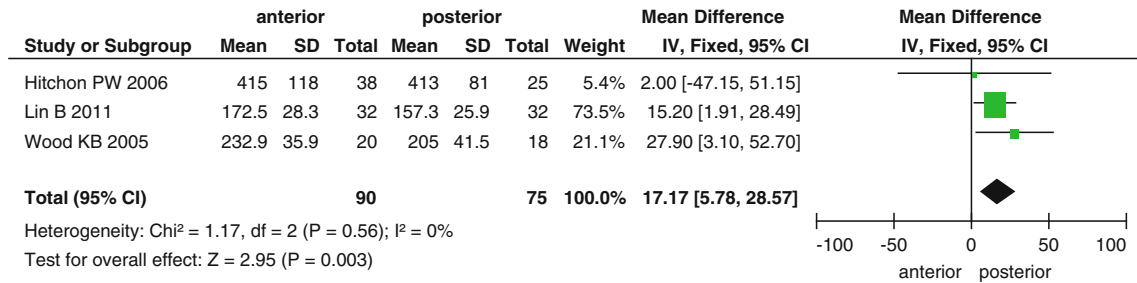 anterior posterior Mean Difference Mean Difference
Study or Subgroup Mean SD Total Mean SD Total Weight IV, Fixed, 95% CI IV, Fixed, 95% CI
Hitchon PW 2006 415 118 38 413 81 25 5.4% 2.00 [-47.15, 51.15]
Lin B 2011 172.5 28.3 32 157.3 25.9 32 73.5% 15.20 [1.91, 28.49]
Wood KB 2005 232.9 35.9 20 205 41.5 18 21.1% 27.90 [3.10, 52.70]
Total (95% CI) 90 75 100.0% 17.17 [5.78, 28.57]
Heterogeneity: Chi² = 1.17, df = 2 (P = 0.56); I² = 0%
Test for overall effect: Z = 2.95 (P = 0.003)
-100 -50 0 50 100
anterior posterior